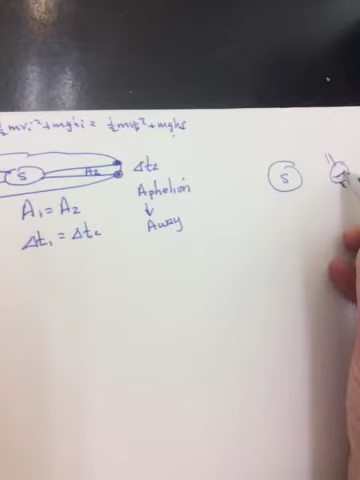 ½mvi² + mghi = ½mvf² + mghf
S A2 Δt2
Aphelion
↓
Away
A1 = A2
Δt1 = Δt2
S